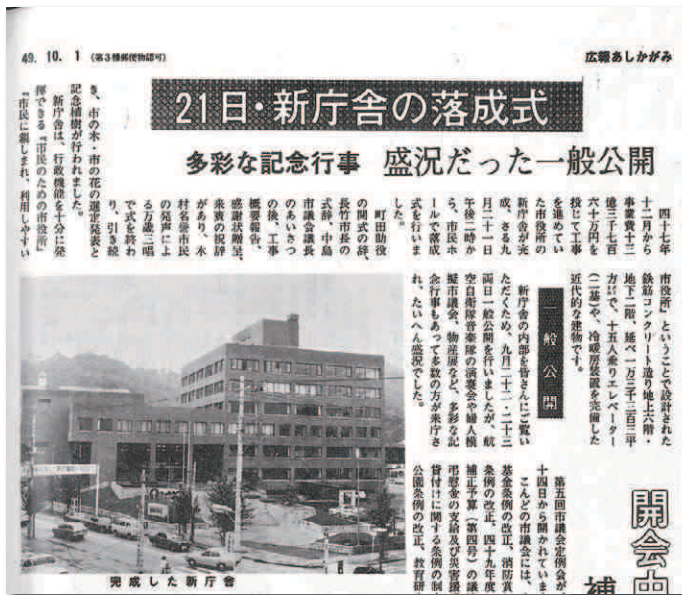 49. 10. 1 (第3種郵便物認可)
広報あしかがみ
21日・新庁舎の落成式
多彩な記念行事 盛況だった一般公開
四十七年
十二月から
事業費十二
億三千七百
六十万円を
投じて工事
を進めてい
た市役所の
新庁舎が完
成、さる九
月二十一日
午後二時か
ら、市民ホ
ールで落成
式を行いま
した。
町田助役
の開式の辞、
長竹市長の
式辞、中島
市議会議長
のあいさつ
の後、工事
概要報告、
感謝状贈呈、
来賓の祝辞
があり、木
村名誉市民
の発声によ
る万歳三唱
で式を終わ
り、引き続
き、市の木・市の花の選定発表と
記念植樹が行われました。
新庁舎は、行政機能を十分に発
揮できる『市民のための市役所』
『市民に親しまれ、利用しやすい
市役所』ということで設計された
鉄筋コンクリート造り地上六階・
地下二階、延べ一万三千二百三平
方㍍で、十五人乗りエレベーター
(二基)や、冷暖房装置を完備した
近代的な建物です。
一般公開
新庁舎の内部を皆さんにご覧い
ただくため、九月二十二・二十三
両日一般公開を行いましたが、航
空自衛隊音楽隊の演奏会や婦人模
擬市議会、物産展など、多彩な記
念行事もあって多数の方が来庁さ
れ、たいへん盛況でした。
完成した新庁舎
開会中
補
第五回市議会定例会が、
十四日から開かれていま
こんどの市議会には、
基金条例の改正、消防賞
条例の改正、四十九年度
補正予算(第四号)の議
弔慰金の支給及び災害援
貸付けに関する条例の制
公園条例の改正、教育研